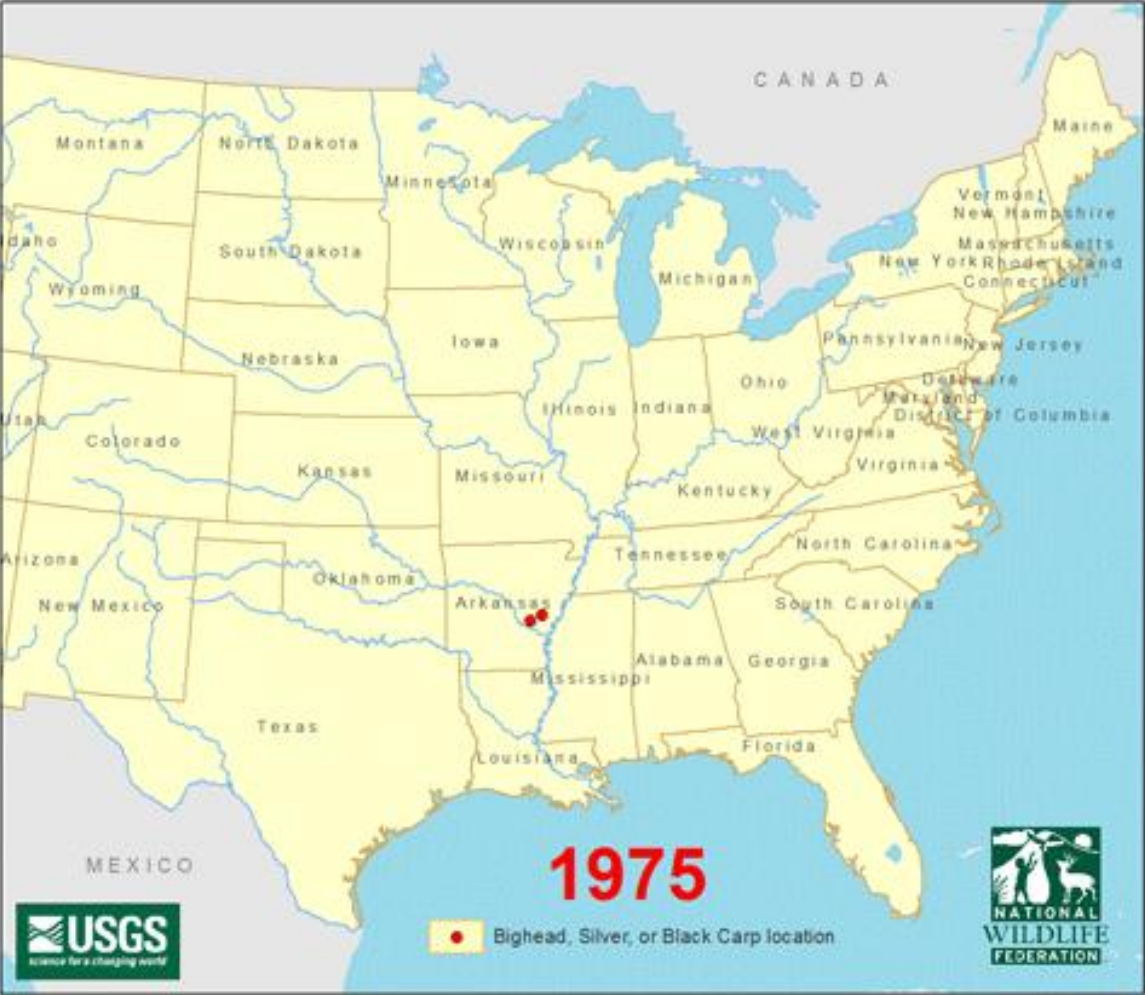 CANADA
Maine
Montana
North Dakota
Minnesota
Vermont
New Hampshire
Idaho
South Dakota
Wisconsin
Massachusetts
New York
Rhode Island
Michigan
Connecticut
Wyoming
Iowa
Pennsylvania
New Jersey
Nebraska
Ohio
Delaware
Maryland
Illinois
Indiana
District of Columbia
Utah
Colorado
West Virginia
Kansas
Missouri
Virginia
Kentucky
Arizona
Oklahoma
Tennessee
North Carolina
New Mexico
Arkansas
South Carolina
Alabama
Georgia
Mississippi
Texas
Louisiana
Florida
MEXICO
1975
Bighead, Silver, or Black Carp location
USGS
science for a changing world
NATIONAL
WILDLIFE
FEDERATION